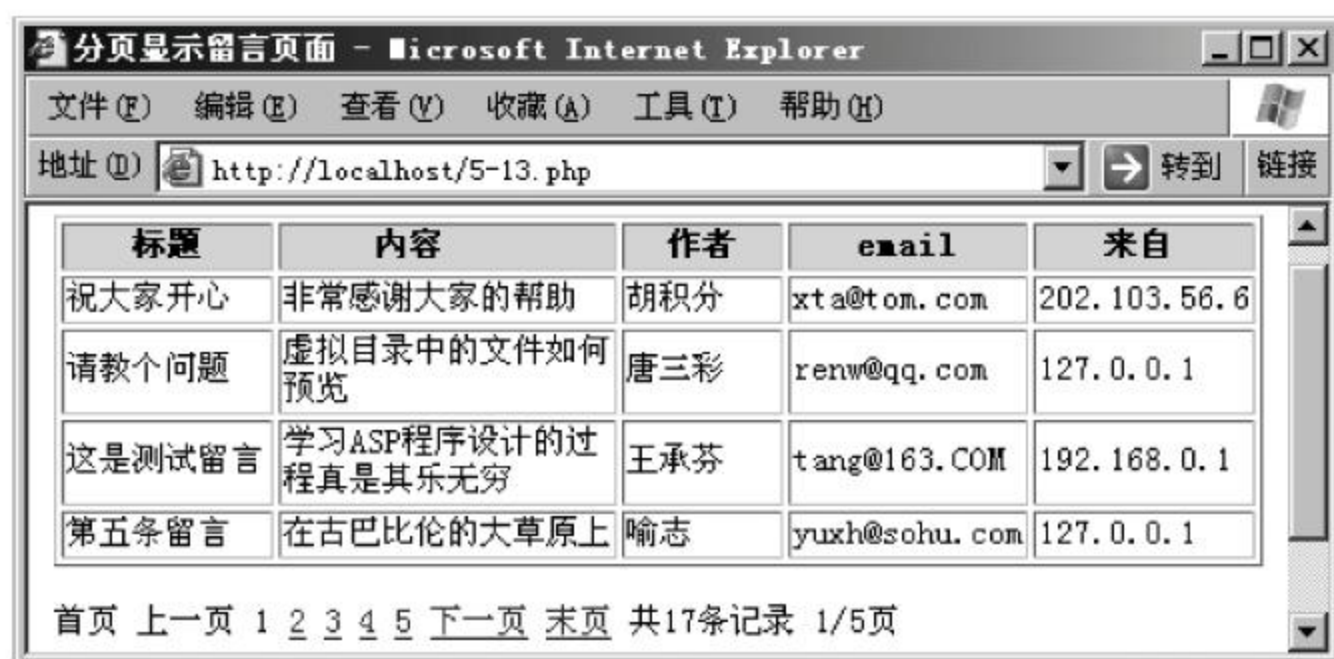 分页显示留言页面 - Microsoft Internet Explorer
文件(F) 编辑(E) 查看(V) 收藏(A) 工具(T) 帮助(H)
地址(D) http://localhost/5-13.php 转到 链接
标题 内容 作者 email 来自
祝大家开心 非常感谢大家的帮助 胡积分 xta@tom.com 202.103.56.6
请教个问题 虚拟目录中的文件如何 唐三彩 renw@qq.com 127.0.0.1
预览
这是测试留言 学习ASP程序设计的过 王承芬 tang@163.COM 192.168.0.1
程真是其乐无穷
第五条留言 在古巴比伦的大草原上 喻志 yuxh@sohu.com 127.0.0.1
首页 上一页 1 2 3 4 5 下一页 末页 共17条记录 1/5页